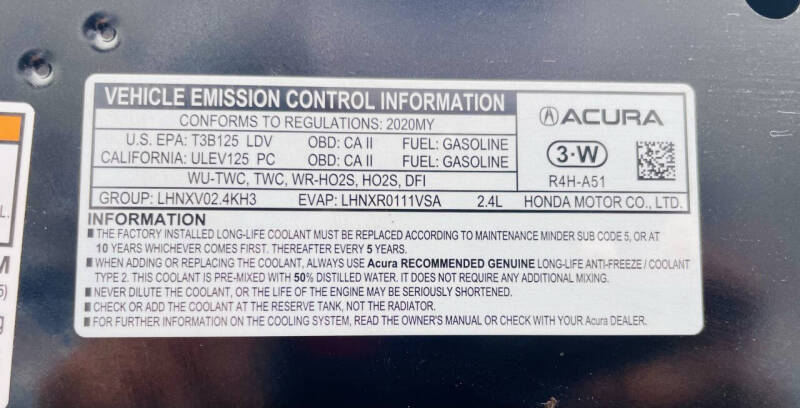 VEHICLE EMISSION CONTROL INFORMATION
CONFORMS TO REGULATIONS: 2020MY
U.S. EPA: T3B125 LDV OBD: CA II FUEL: GASOLINE
CALIFORNIA: ULEV125 PC OBD: CA II FUEL: GASOLINE
WU-TWC, TWC, WR-HO2S, HO2S, DFI
GROUP: LHNXV02.4KH3 EVAP: LHNXR0111VSA 2.4L
ACURA
3·W
R4H-A51
HONDA MOTOR CO., LTD.
INFORMATION
■ THE FACTORY INSTALLED LONG-LIFE COOLANT MUST BE REPLACED ACCORDING TO MAINTENANCE MINDER SUB CODE 5, OR AT
10 YEARS WHICHEVER COMES FIRST. THEREAFTER EVERY 5 YEARS.
■ WHEN ADDING OR REPLACING THE COOLANT, ALWAYS USE Acura RECOMMENDED GENUINE LONG-LIFE ANTI-FREEZE / COOLANT
TYPE 2. THIS COOLANT IS PRE-MIXED WITH 50% DISTILLED WATER. IT DOES NOT REQUIRE ANY ADDITIONAL MIXING.
■ NEVER DILUTE THE COOLANT, OR THE LIFE OF THE ENGINE MAY BE SERIOUSLY SHORTENED.
■ CHECK OR ADD THE COOLANT AT THE RESERVE TANK, NOT THE RADIATOR.
■ FOR FURTHER INFORMATION ON THE COOLING SYSTEM, READ THE OWNER'S MANUAL OR CHECK WITH YOUR Acura DEALER.
L.
M
5)
g